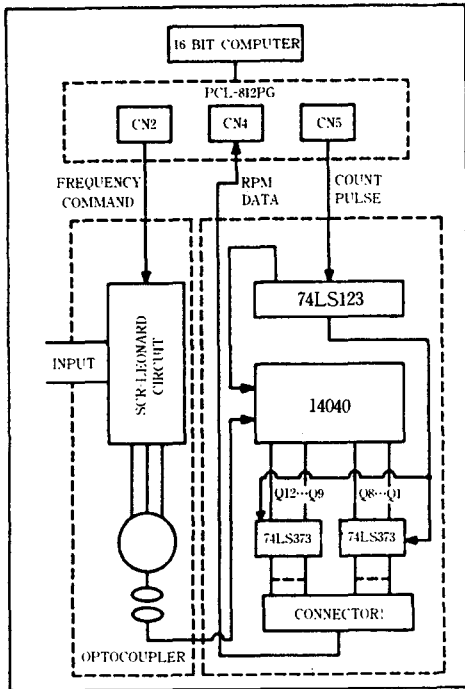 16 BIT COMPUTER
PCL-812PG
CN2
CN4
CN5
FREQUENCY
COMMAND
RPM
DATA
COUNT
PULSE
74LS123
INPUT
SCR-LEONARD
CIRCUIT
14040
Q12…Q9
Q8…Q1
74LS373
74LS373
CONNECTOR1
OPTOCOUPLER